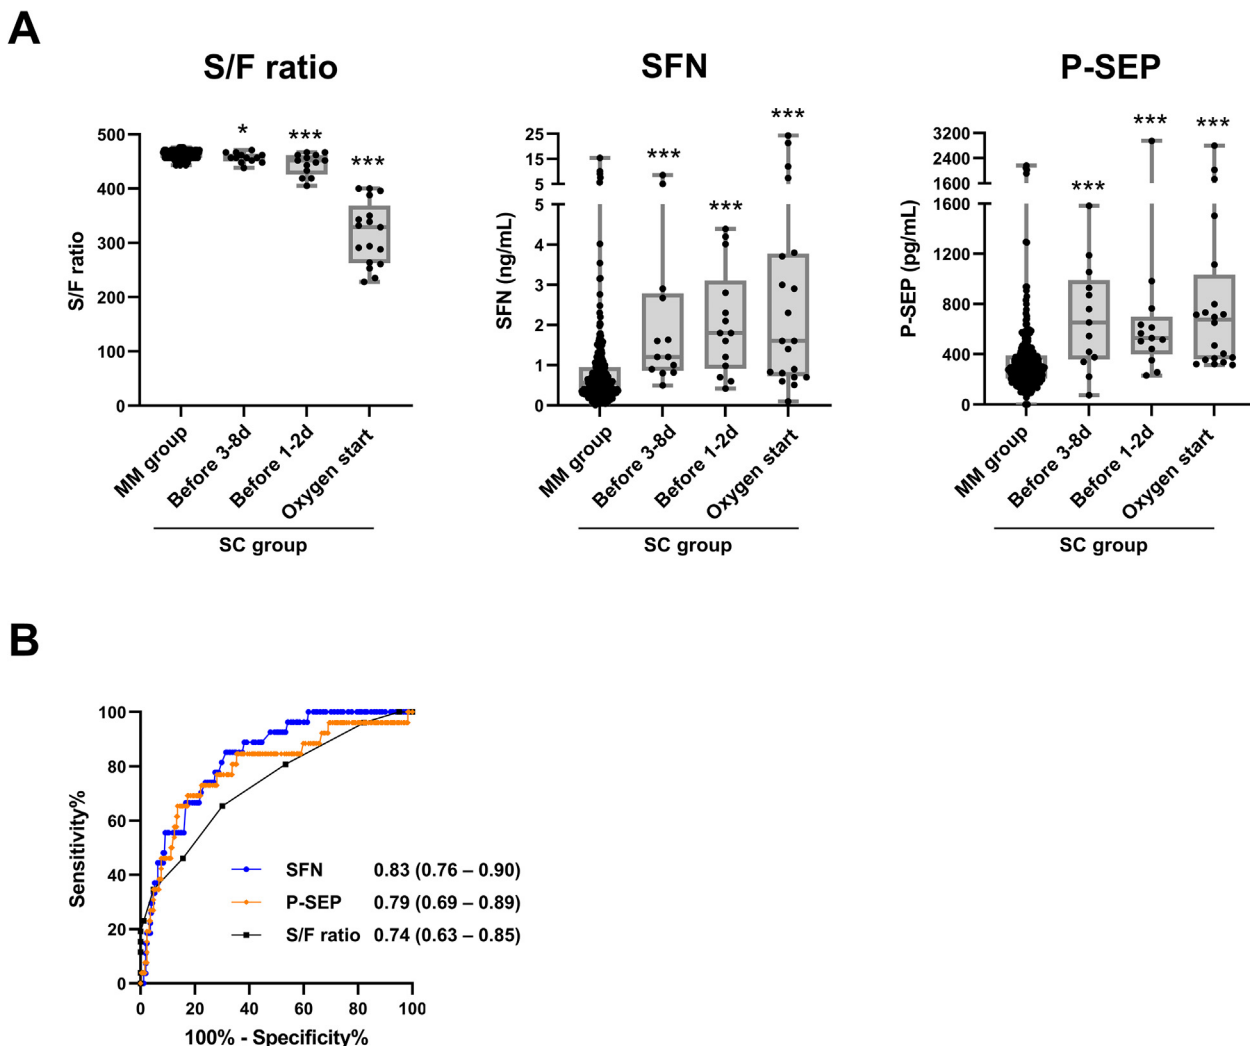 A
S/F ratio
SFN
P-SEP
*
***
***
***
***
***
***
***
***
S/F ratio
500
400
300
200
100
0
SFN (ng/mL)
25
15
5
5
4
3
2
1
0
P-SEP (pg/mL)
3200
2400
1600
1600
1200
800
400
0
MM group
Before 3-8d
Before 1-2d
Oxygen start
MM group
Before 3-8d
Before 1-2d
Oxygen start
MM group
Before 3-8d
Before 1-2d
Oxygen start
SC group
SC group
SC group
B
Sensitivity%
100
80
60
40
20
0
SFN 0.83 (0.76 – 0.90)
P-SEP 0.79 (0.69 – 0.89)
S/F ratio 0.74 (0.63 – 0.85)
0 20 40 60 80 100
100% - Specificity%